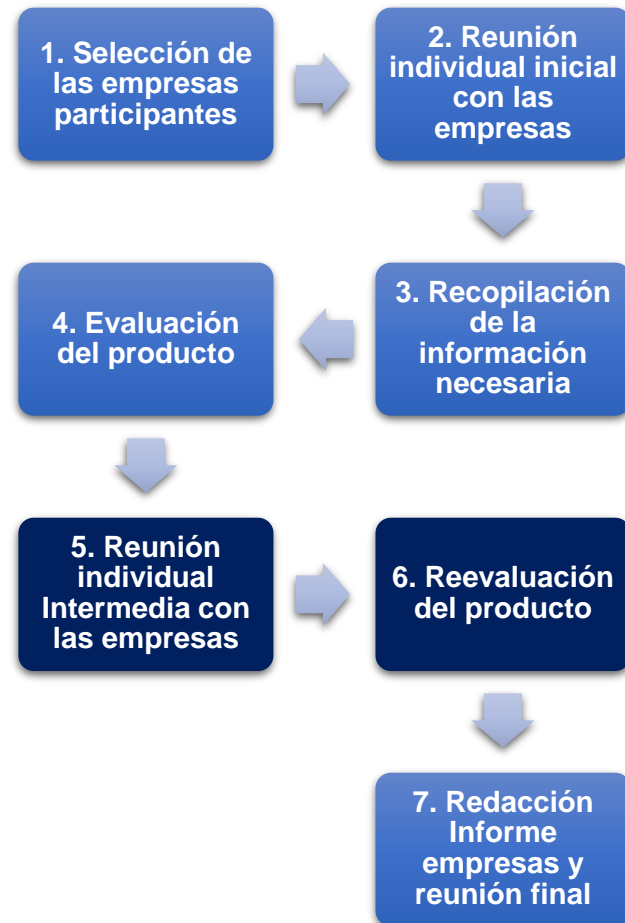 1. Selección de
las empresas
participantes
2. Reunión
individual inicial
con las
empresas
3. Recopilación
de la
información
necesaria
4. Evaluación
del producto
5. Reunión
individual
Intermedia con
las empresas
6. Reevaluación
del producto
7. Redacción
Informe
empresas y
reunión final